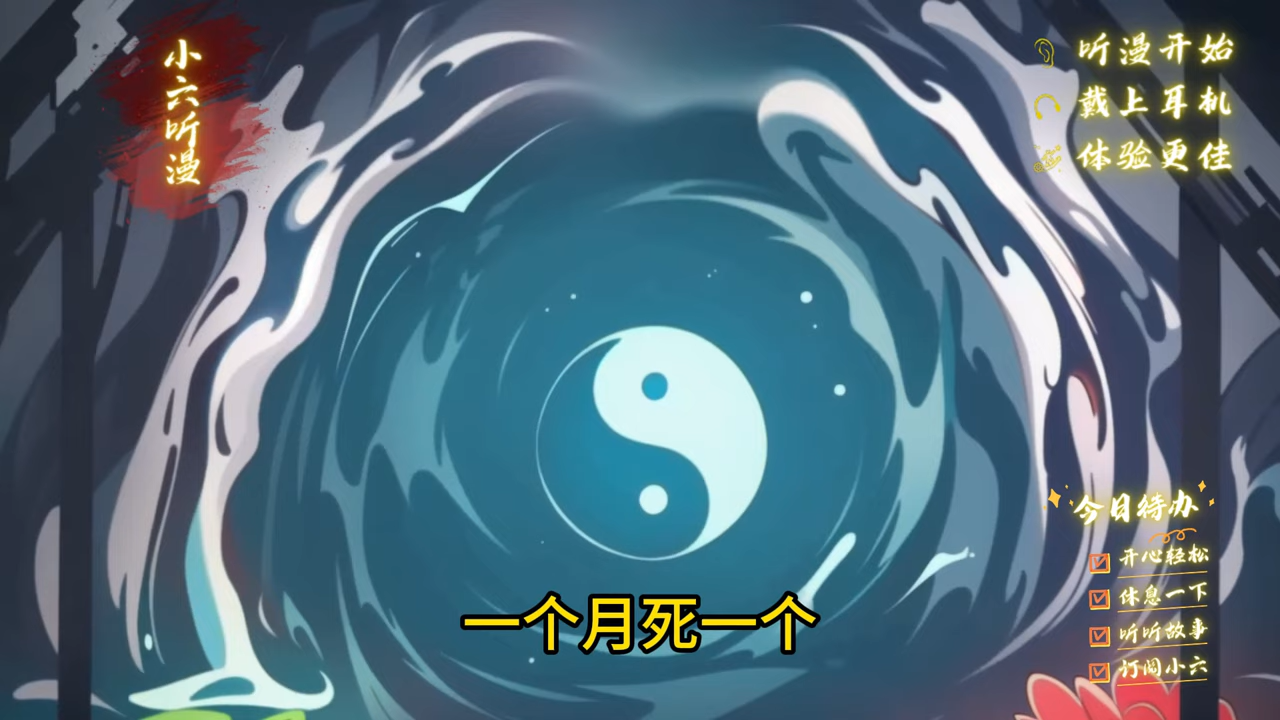 小六听漫
听漫开始
戴上耳机
体验更佳
今日待办
开心轻松
休息一下
听听故事
订阅小六
一个月死一个